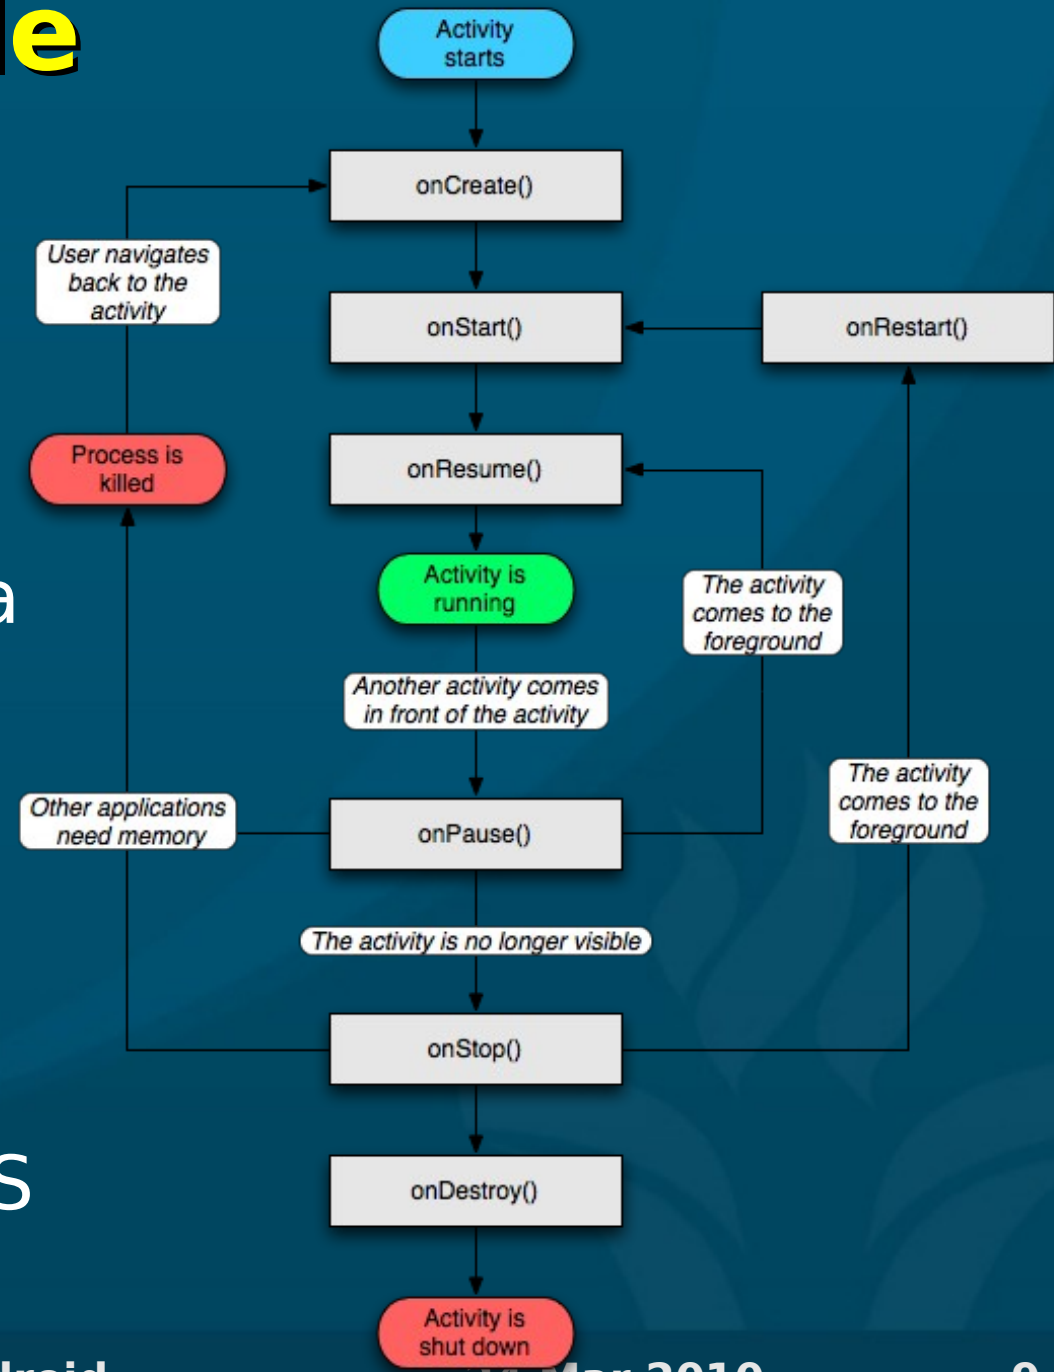 e
Activity
starts
onCreate()
User navigates
back to the
activity
onStart()
onRestart()
Process is
killed
onResume()
Activity is
running
The activity
comes to the
foreground
a
Another activity comes
in front of the activity
The activity
comes to the
foreground
Other applications
need memory
onPause()
The activity is no longer visible
onStop()
S
onDestroy()
Activity is
shut down
Mar 2010